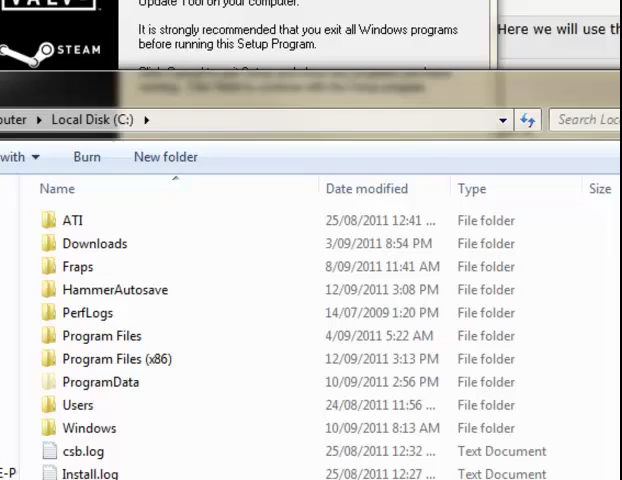 VALV
STEAM
Update Tool on your computer.
It is strongly recommended that you exit all Windows programs
before running this Setup Program.
Here we will use th
outer ▸ Local Disk (C:) ▸
Search Loc
with Burn New folder
Name Date modified Type Size
ATI 25/08/2011 12:41 ... File folder
Downloads 3/09/2011 8:54 PM File folder
Fraps 8/09/2011 11:41 AM File folder
HammerAutosave 12/09/2011 3:08 PM File folder
PerfLogs 14/07/2009 1:20 PM File folder
Program Files 4/09/2011 5:22 AM File folder
Program Files (x86) 12/09/2011 3:13 PM File folder
ProgramData 10/09/2011 2:56 PM File folder
Users 24/08/2011 11:56 ... File folder
Windows 10/09/2011 8:13 AM File folder
csb.log 25/08/2011 12:32 ... Text Document
E-P
Install.log 25/08/2011 12:27 ... Text Document